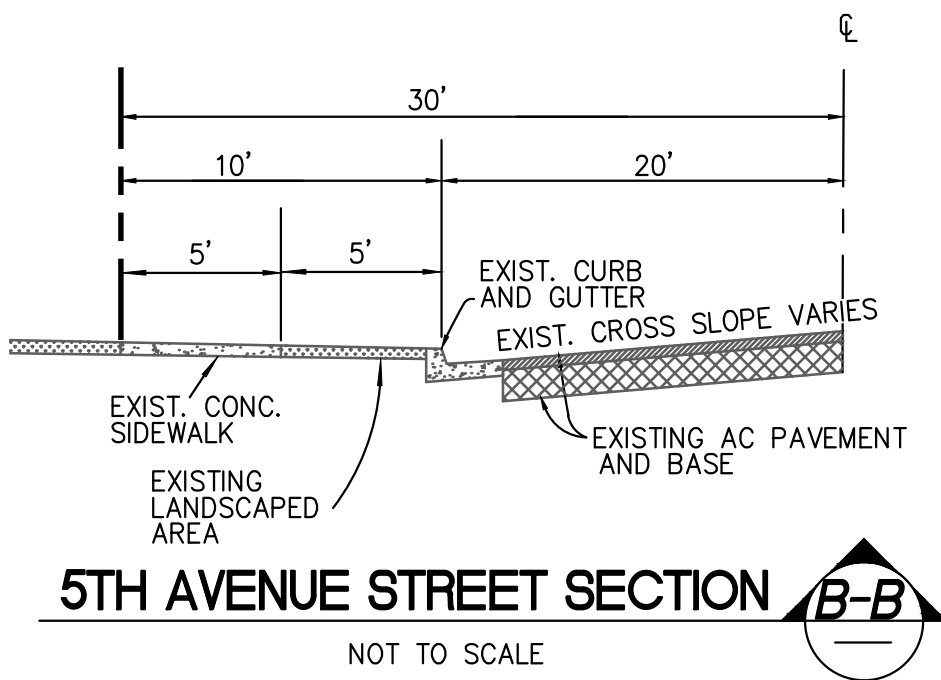 ℄
30'
10'
20'
5'
5'
EXIST. CURB
AND GUTTER
EXIST. CROSS SLOPE VARIES
EXIST. CONC.
SIDEWALK
EXISTING AC PAVEMENT
AND BASE
EXISTING
LANDSCAPED
AREA
5TH AVENUE STREET SECTION
B-B
NOT TO SCALE